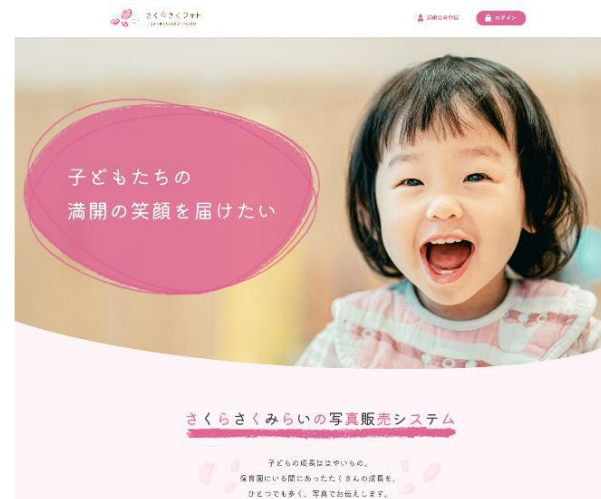 さくらさくフォト
ログイン
子どもたちの
満開の笑顔を届けたい
さくらさくみらいの写真販売システム
子どもの成長ははやいもの。
保育園にいる間にあったたくさんの成長を、
ひとつでも多く、写真でお伝えします。